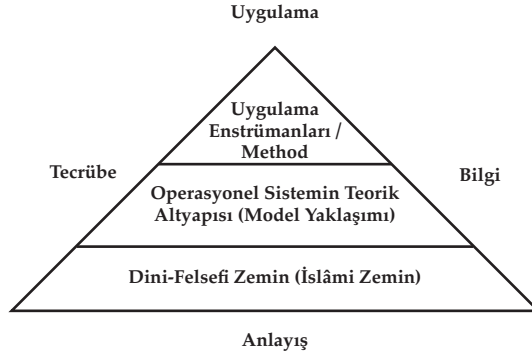 Uygulama
Uygulama
Enstrümanları /
Method
Tecrübe
Bilgi
Operasyonel Sistemin Teorik
Altyapısı (Model Yaklaşımı)
Dini-Felsefi Zemin (İslâmi Zemin)
Anlayış